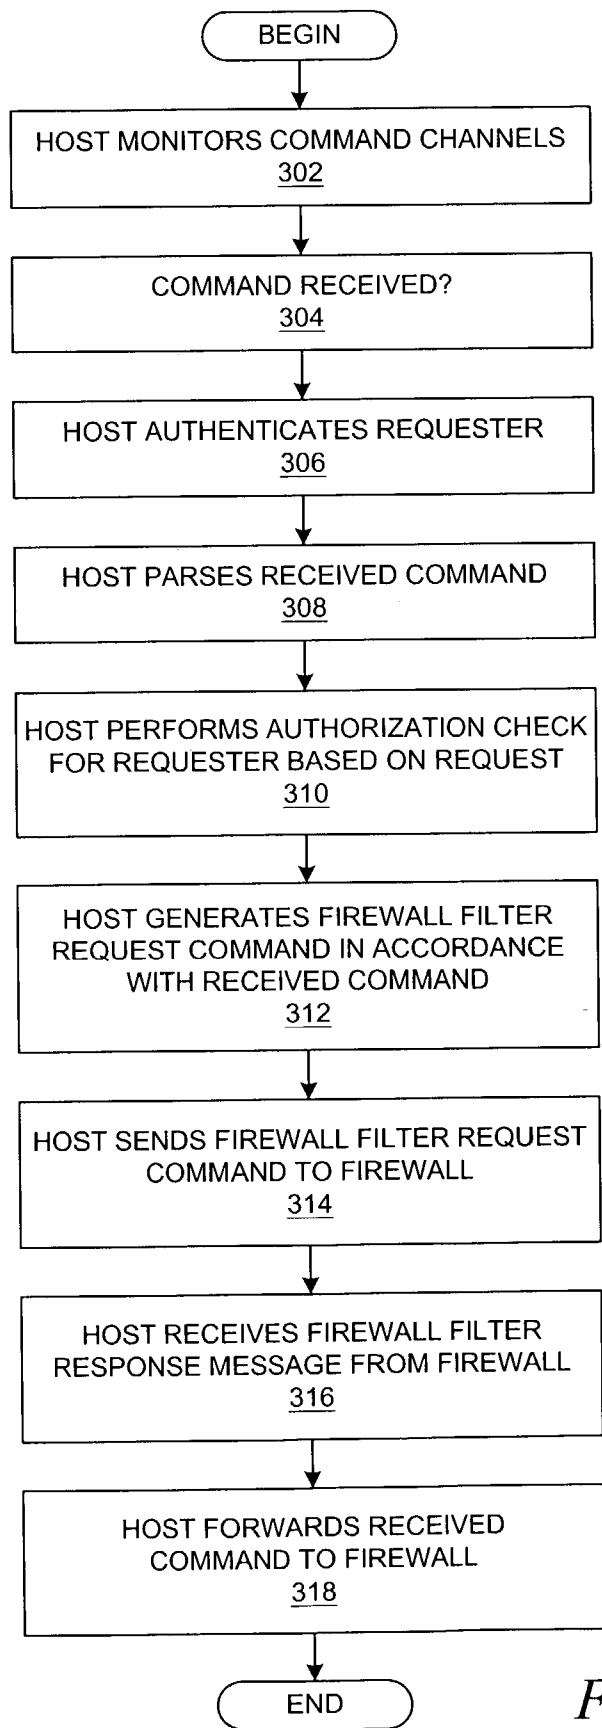 BEGIN
HOST MONITORS COMMAND CHANNELS
302
COMMAND RECEIVED?
304
HOST AUTHENTICATES REQUESTER
306
HOST PARSES RECEIVED COMMAND
308
HOST PERFORMS AUTHORIZATION CHECK
FOR REQUESTER BASED ON REQUEST
310
HOST GENERATES FIREWALL FILTER
REQUEST COMMAND IN ACCORDANCE
WITH RECEIVED COMMAND
312
HOST SENDS FIREWALL FILTER REQUEST
COMMAND TO FIREWALL
314
HOST RECEIVES FIREWALL FILTER
RESPONSE MESSAGE FROM FIREWALL
316
HOST FORWARDS RECEIVED
COMMAND TO FIREWALL
318
END
F